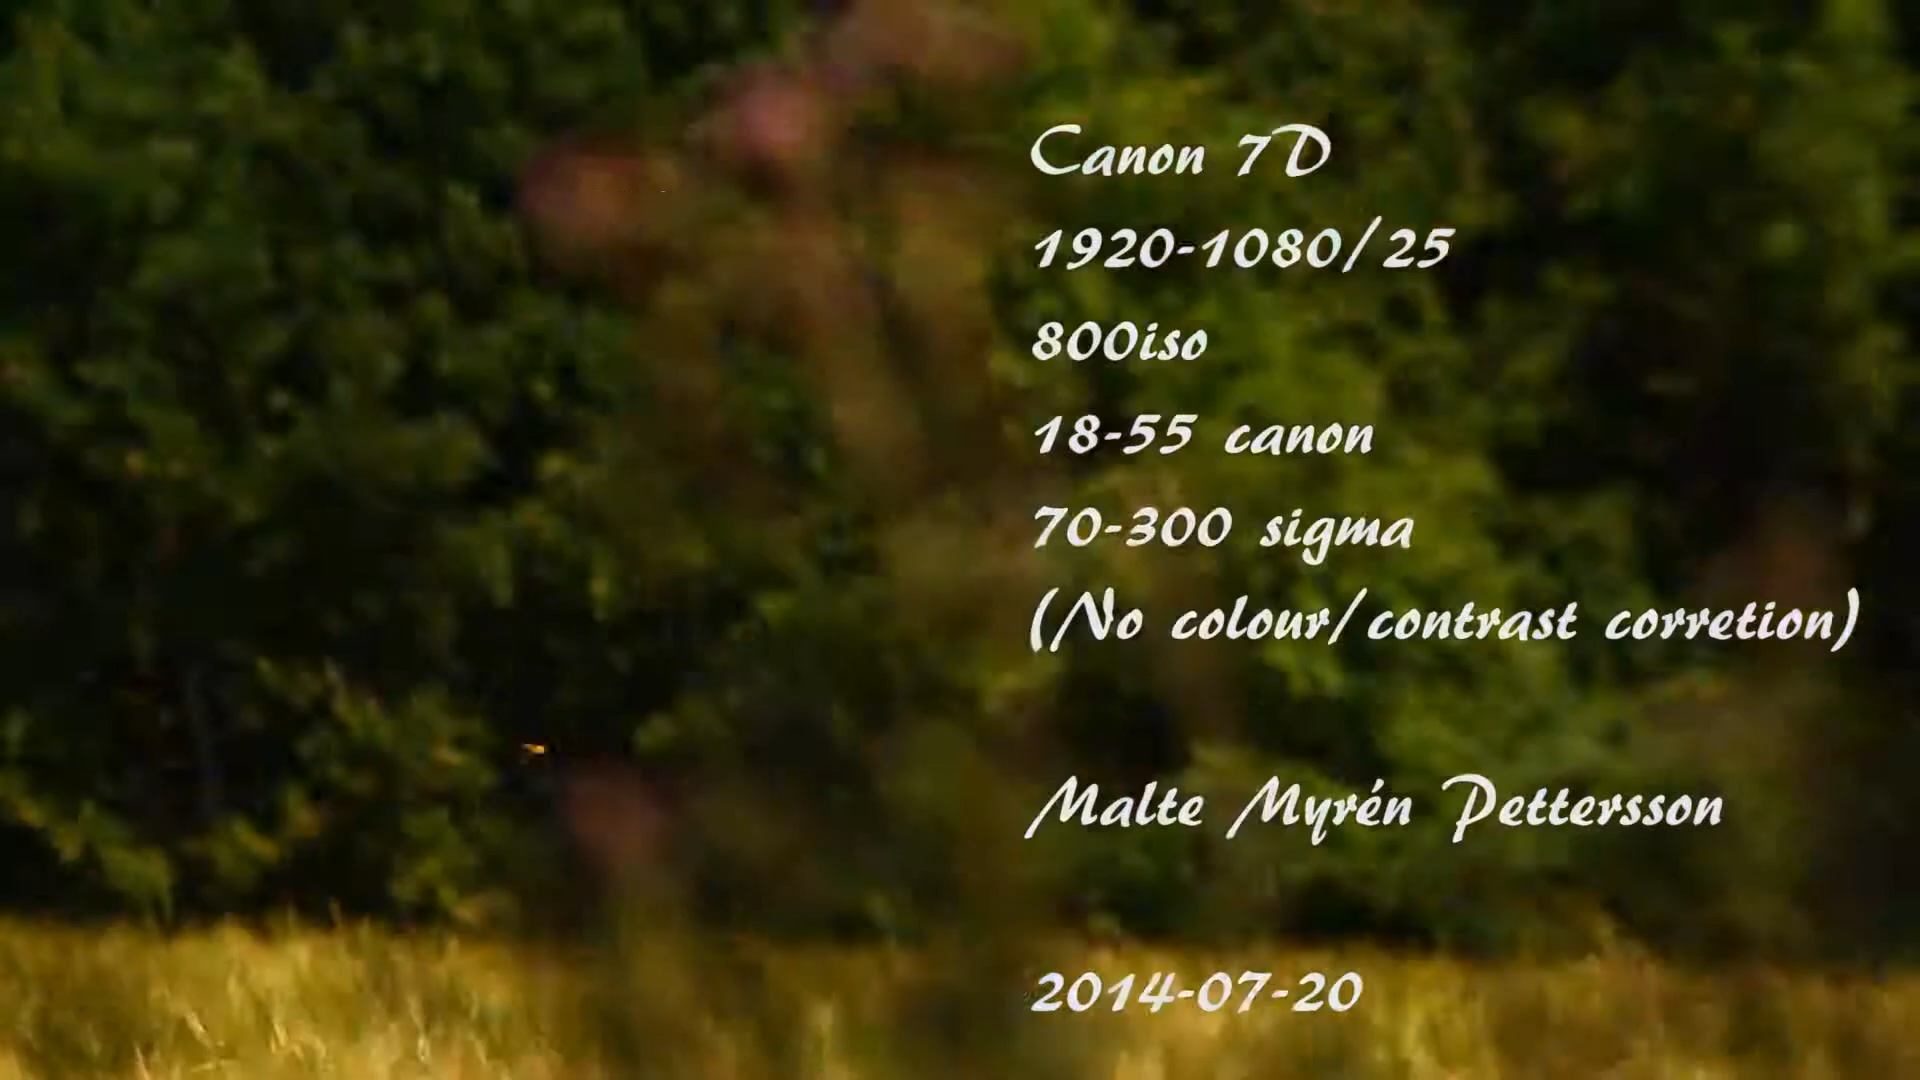 Canon 7D
1920-1080/25
800iso
18-55 canon
70-300 sigma
(No colour/contrast corretion)
Malte Myrén Pettersson
2014-07-20